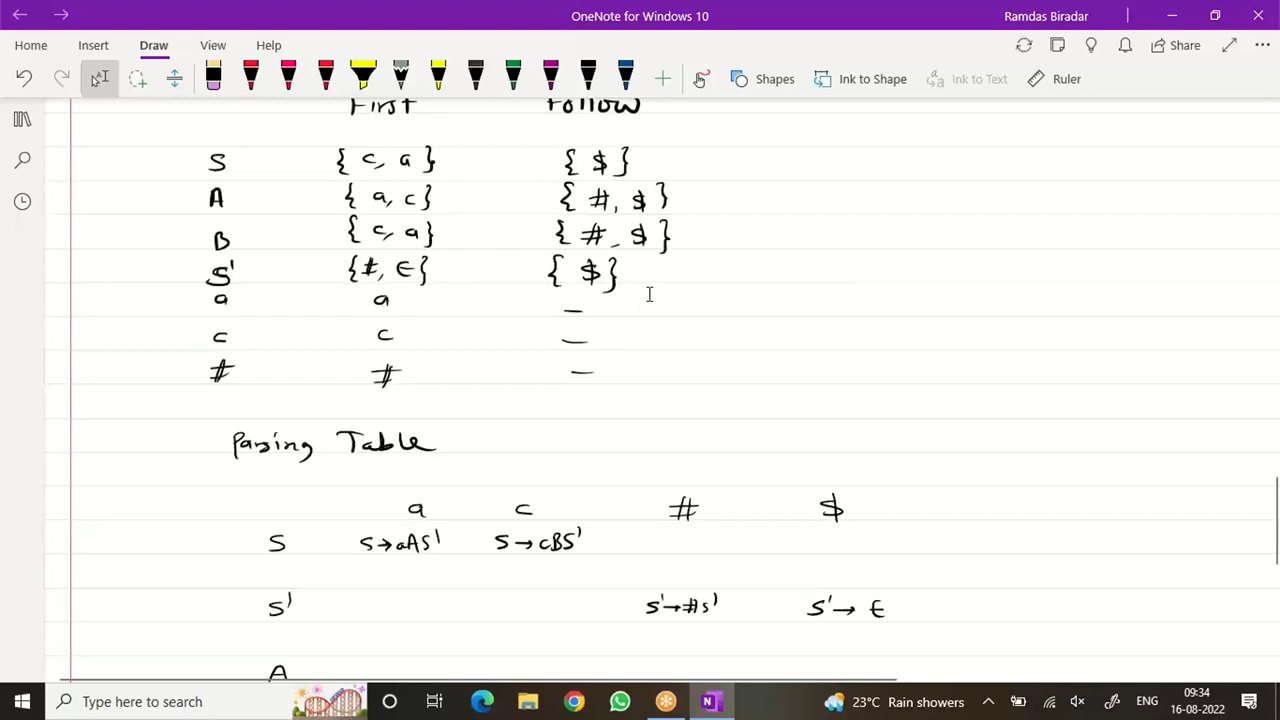 OneNote for Windows 10
Ramdas Biradar
Home Insert Draw View Help
Share
Shapes Ink to Shape Ink to Text Ruler
First Follow
S { c, a } { $ }
A { a, c } { #, $ }
B { c, a } { #, $ }
S' {#, ∈} { $ }
a a –
c c –
# # –
Parsing Table
a c # $
S S→aAS' S→cBS'
S' S'→#S' S'→ ∈
A
Type here to search
23°C Rain showers
ENG
09:34
16-08-2022